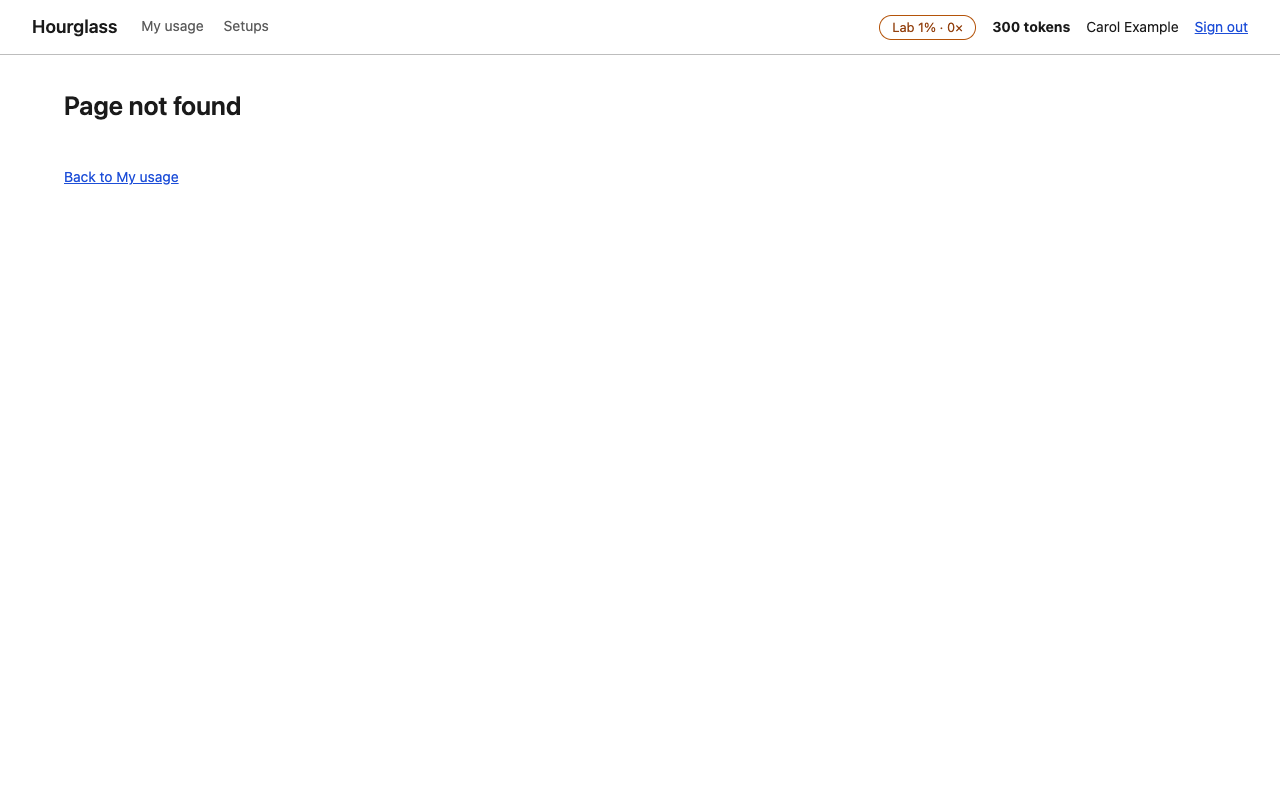 Hourglass My usage Setups Lab 1% · 0× 300 tokens Carol Example Sign out
Page not found
Back to My usage